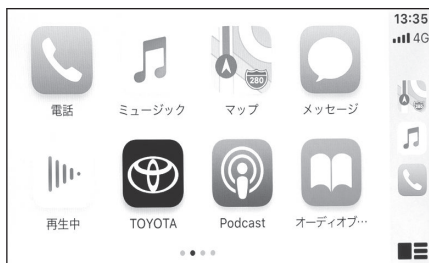 13:35
4G
280
電話
ミュージック
マップ
メッセージ
再生中
TOYOTA
Podcast
オーディオブ…